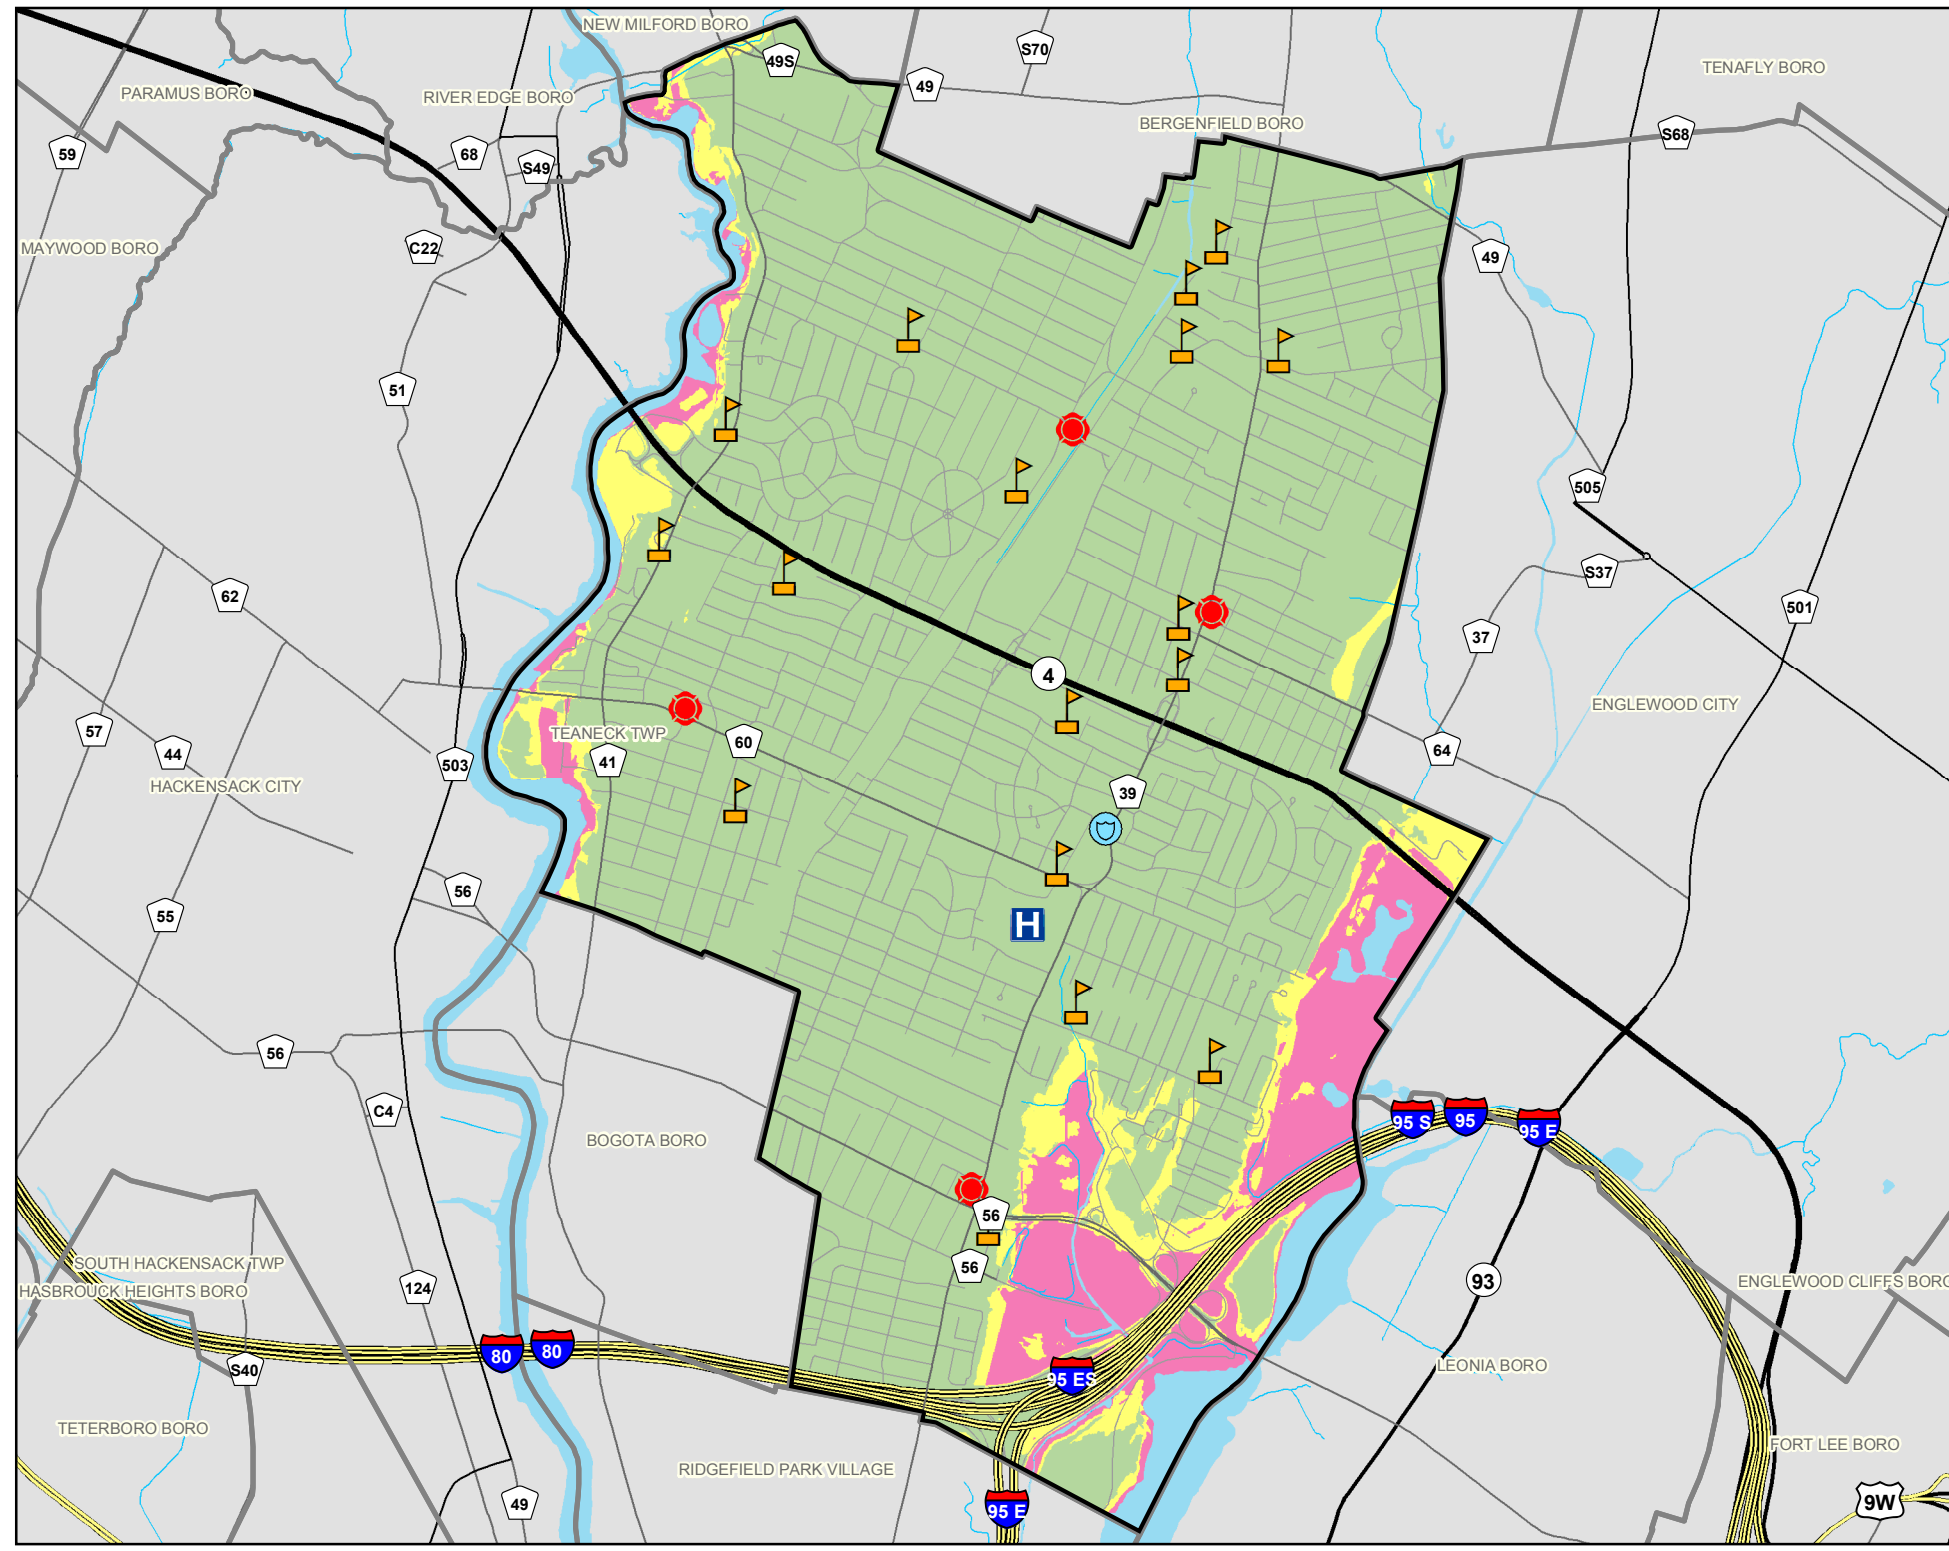 NEW MILFORD BORO
49S
S70
49
TENAFLY BORO
PARAMUS BORO
RIVER EDGE BORO
BERGENFIELD BORO
S68
59
68
S49
MAYWOOD BORO
C22
49
51
505
S37
62
501
37
4
57
44
TEANECK TWP
60
41
503
ENGLEWOOD CITY
64
HACKENSACK CITY
39
56
55
H
56
C4
95 S
95
95 E
BOGOTA BORO
56
56
SOUTH HACKENSACK TWP
HASBROUCK HEIGHTS BORO
124
93
ENGLEWOOD CLIFFS BORO
80
80
S40
95 ES
LEONIA BORO
TETERBORO BORO
RIDGEFIELD PARK VILLAGE
FORT LEE BORO
49
95 E
9W